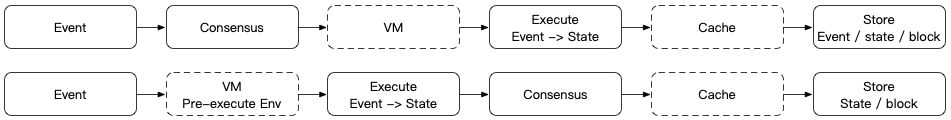 Event
Consensus
VM
Execute
Event -> State
Cache
Store
Event / state / block
Event
VM
Pre-execute Env
Execute
Event -> State
Consensus
Cache
Store
State / block